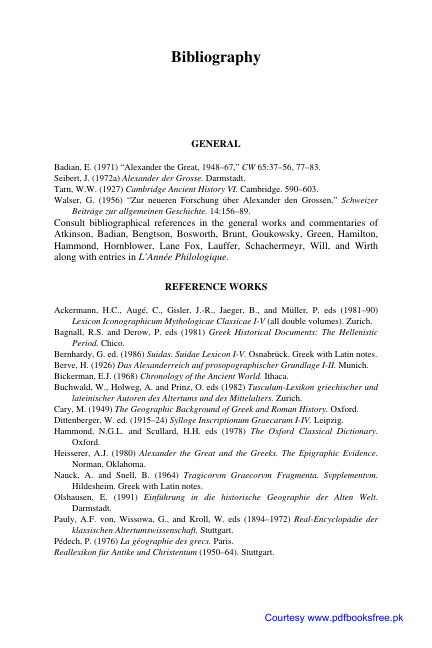 Bibliography
GENERAL
Badian, E. (1971) “Alexander the Great, 1948–67,” CW 65:37–56, 77–83.
Seibert, J. (1972a) Alexander der Grosse. Darmstadt.
Tarn, W.W. (1927) Cambridge Ancient History VI. Cambridge. 590–603.
Walser, G. (1956) “Zur neueren Forschung über Alexander den Grossen,” Schweizer
Beiträge zur allgemeinen Geschichte. 14:156–89.
Consult bibliographical references in the general works and commentaries of
Atkinson, Badian, Bengtson, Bosworth, Brunt, Goukowsky, Green, Hamilton,
Hammond, Hornblower, Lane Fox, Lauffer, Schachermeyr, Will, and Wirth
along with entries in L’Année Philologique.
REFERENCE WORKS
Ackermann, H.C., Augé, C., Gisler, J.-R., Jaeger, B., and Müller, P. eds (1981–90)
Lexicon Iconographicum Mythologicae Classicae I-V (all double volumes). Zurich.
Bagnall, R.S. and Derow, P. eds (1981) Greek Historical Documents: The Hellenistic
Period. Chico.
Bernhardy, G. ed. (1986) Suidas. Suidae Lexicon I-V. Osnabrück. Greek with Latin notes.
Berve, H. (1926) Das Alexanderreich auf prosopographischer Grundlage I-II. Munich.
Bickerman, E.J. (1968) Chronology of the Ancient World. Ithaca.
Buchwald, W., Holweg, A. and Prinz, O. eds (1982) Tusculum-Lexikon griechischer und
lateinischer Autoren des Altertums und des Mittelalters. Zurich.
Cary, M. (1949) The Geographic Background of Greek and Roman History. Oxford.
Dittenberger, W. ed. (1915–24) Sylloge Inscriptionum Graecarum I-IV. Leipzig.
Hammond, N.G.L. and Scullard, H.H. eds (1978) The Oxford Classical Dictionary.
Oxford.
Heisserer, A.J. (1980) Alexander the Great and the Greeks. The Epigraphic Evidence.
Norman, Oklahoma.
Nauck, A. and Snell, B. (1964) Tragicorvm Graecorvm Fragmenta. Svpplementvm.
Hildesheim. Greek with Latin notes.
Olshausen, E. (1991) Einführung in die historische Geographie der Alten Welt.
Darmstadt.
Pauly, A.F. von, Wissowa, G., and Kroll, W. eds (1894–1972) Real-Encyclopädie der
klassischen Altertumswissenschaft. Stuttgart.
Pédech, P. (1976) La géographie des grecs. Paris.
Reallexikon für Antike und Christentum (1950–64). Stuttgart.
Courtesy www.pdfbooksfree.pk